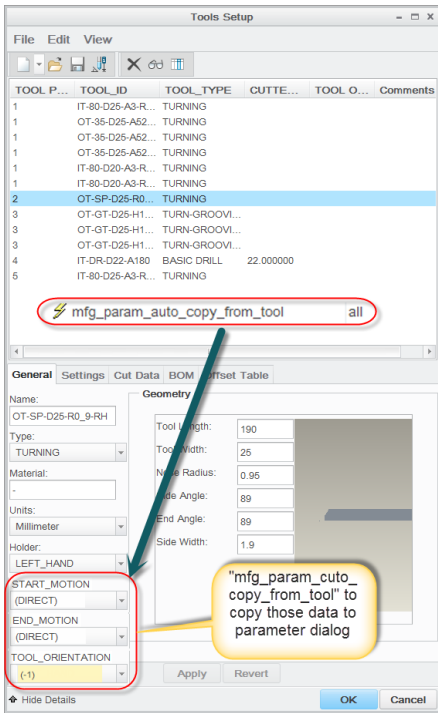 Tools Setup
File Edit View
TOOL P... TOOL_ID TOOL_TYPE CUTTE... TOOL O... Comments
1 IT-80-D25-A3-R... TURNING
1 OT-35-D25-A52... TURNING
1 OT-35-D25-A52... TURNING
1 OT-35-D25-A52... TURNING
1 IT-80-D20-A3-R... TURNING
1 IT-80-D20-A3-R... TURNING
2 OT-SP-D25-R0... TURNING
3 OT-GT-D25-H1... TURN-GROOVI...
3 OT-GT-D25-H1... TURN-GROOVI...
3 OT-GT-D25-H1... TURN-GROOVI...
4 IT-DR-D22-A180 BASIC DRILL 22.000000
5 IT-80-D25-A3-R... TURNING
mfg_param_auto_copy_from_tool all
General Settings Cut Data BOM Offset Table
Name:
OT-SP-D25-R0_9-RH
Type:
TURNING
Material:
-
Units:
Millimeter
Holder:
LEFT_HAND
START_MOTION
(DIRECT)
END_MOTION
(DIRECT)
TOOL_ORIENTATION
(-1)
Geometry
Tool Length: 190
Tool Width: 25
Nose Radius: 0.95
Side Angle: 89
End Angle: 89
Side Width: 1.9
"mfg_param_cuto_
copy_from_tool" to
copy those data to
parameter dialog
Apply Revert
Hide Details OK Cancel